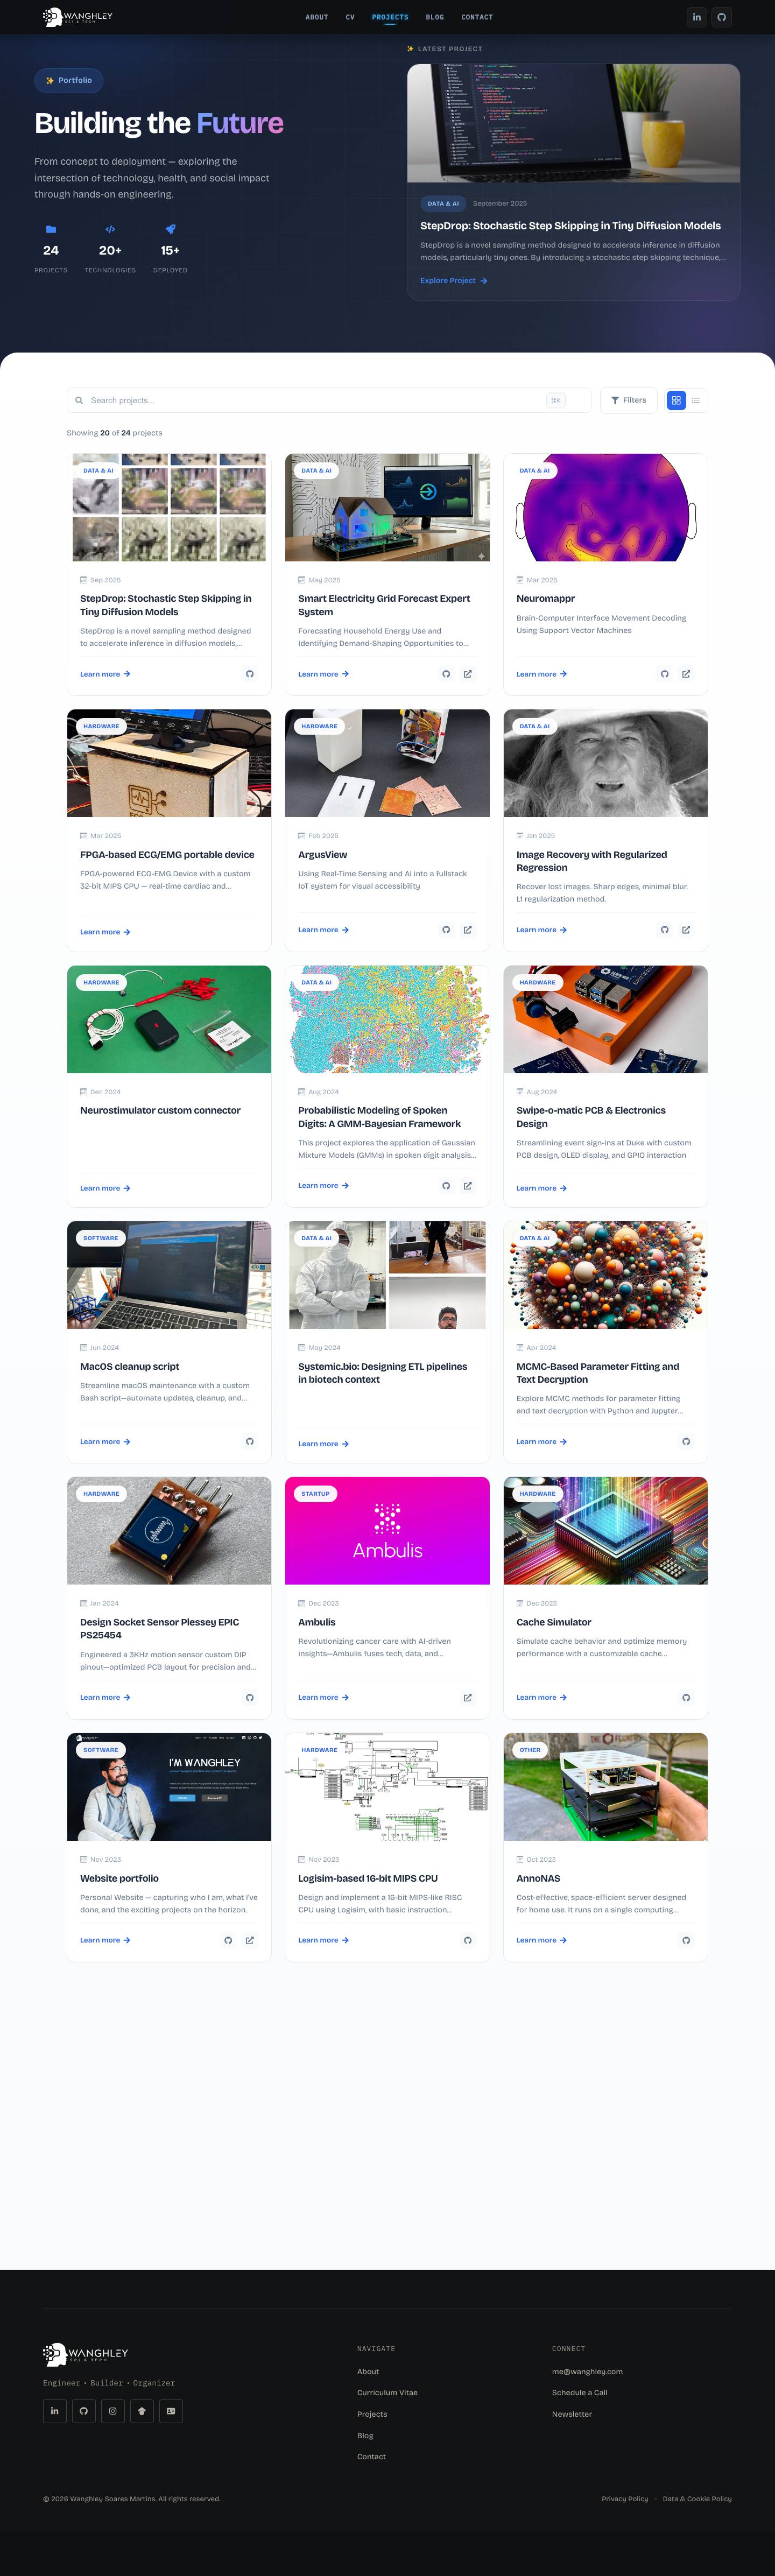 WANGHLEY
SCI & TECH
ABOUT
CV
PROJECTS
BLOG
CONTACT
Portfolio
Building the Future
From concept to deployment — exploring the
intersection of technology, health, and social impact
through hands-on engineering.
24
20+
15+
PROJECTS
TECHNOLOGIES
DEPLOYED
LATEST PROJECT
DATA & AI
September 2025
StepDrop: Stochastic Step Skipping in Tiny Diffusion Models
StepDrop is a novel sampling method designed to accelerate inference in diffusion
models, particularly tiny ones. By introducing a stochastic step skipping technique,...
Explore Project
Search projects...
⌘K
Filters
Showing 20 of 24 projects
DATA & AI
Sep 2025
StepDrop: Stochastic Step Skipping in
Tiny Diffusion Models
StepDrop is a novel sampling method designed
to accelerate inference in diffusion models,...
Learn more
DATA & AI
May 2025
Smart Electricity Grid Forecast Expert
System
Forecasting Household Energy Use and
Identifying Demand-Shaping Opportunities to...
Learn more
DATA & AI
Mar 2025
Neuromappr
Brain-Computer Interface Movement Decoding
Using Support Vector Machines
Learn more
HARDWARE
Mar 2025
FPGA-based ECG/EMG portable device
FPGA-powered ECG-EMG Device with a custom
32-bit MIPS CPU — real-time cardiac and...
Learn more
HARDWARE
Feb 2025
ArgusView
Using Real-Time Sensing and AI into a fullstack
IoT system for visual accessibility
Learn more
DATA & AI
Jan 2025
Image Recovery with Regularized
Regression
Recover lost images. Sharp edges, minimal blur.
L1 regularization method.
Learn more
HARDWARE
Dec 2024
Neurostimulator custom connector
Learn more
DATA & AI
Aug 2024
Probabilistic Modeling of Spoken
Digits: A GMM-Bayesian Framework
This project explores the application of Gaussian
Mixture Models (GMMs) in spoken digit analysis...
Learn more
HARDWARE
Aug 2024
Swipe-o-matic PCB & Electronics
Design
Streamlining event sign-ins at Duke with custom
PCB design, OLED display, and GPIO interaction
Learn more
SOFTWARE
Jun 2024
MacOS cleanup script
Streamline macOS maintenance with a custom
Bash script—automate updates, cleanup, and...
Learn more
DATA & AI
May 2024
Systemic.bio: Designing ETL pipelines
in biotech context
Learn more
DATA & AI
Apr 2024
MCMC-Based Parameter Fitting and
Text Decryption
Explore MCMC methods for parameter fitting
and text decryption with Python and Jupyter...
Learn more
HARDWARE
Jan 2024
Design Socket Sensor Plessey EPIC
PS25454
Engineered a 3KHz motion sensor custom DIP
pinout—optimized PCB layout for precision and...
Learn more
STARTUP
Ambulis
Dec 2023
Ambulis
Revolutionizing cancer care with AI-driven
insights—Ambulis fuses tech, data, and...
Learn more
HARDWARE
Dec 2023
Cache Simulator
Simulate cache behavior and optimize memory
performance with a customizable cache...
Learn more
SOFTWARE
I'M WANGHLEY
Nov 2023
Website portfolio
Personal Website — capturing who I am, what I've
done, and the exciting projects on the horizon.
Learn more
HARDWARE
Nov 2023
Logisim-based 16-bit MIPS CPU
Design and implement a 16-bit MIPS-like RISC
CPU using Logisim, with basic instruction...
Learn more
OTHER
Oct 2023
AnnoNAS
Cost-effective, space-efficient server designed
for home use. It runs on a single computing...
Learn more
WANGHLEY
SCI & TECH
Engineer • Builder • Organizer
NAVIGATE
About
Curriculum Vitae
Projects
Blog
Contact
CONNECT
me@wanghley.com
Schedule a Call
Newsletter
© 2026 Wanghley Soares Martins. All rights reserved.
Privacy Policy
Data & Cookie Policy